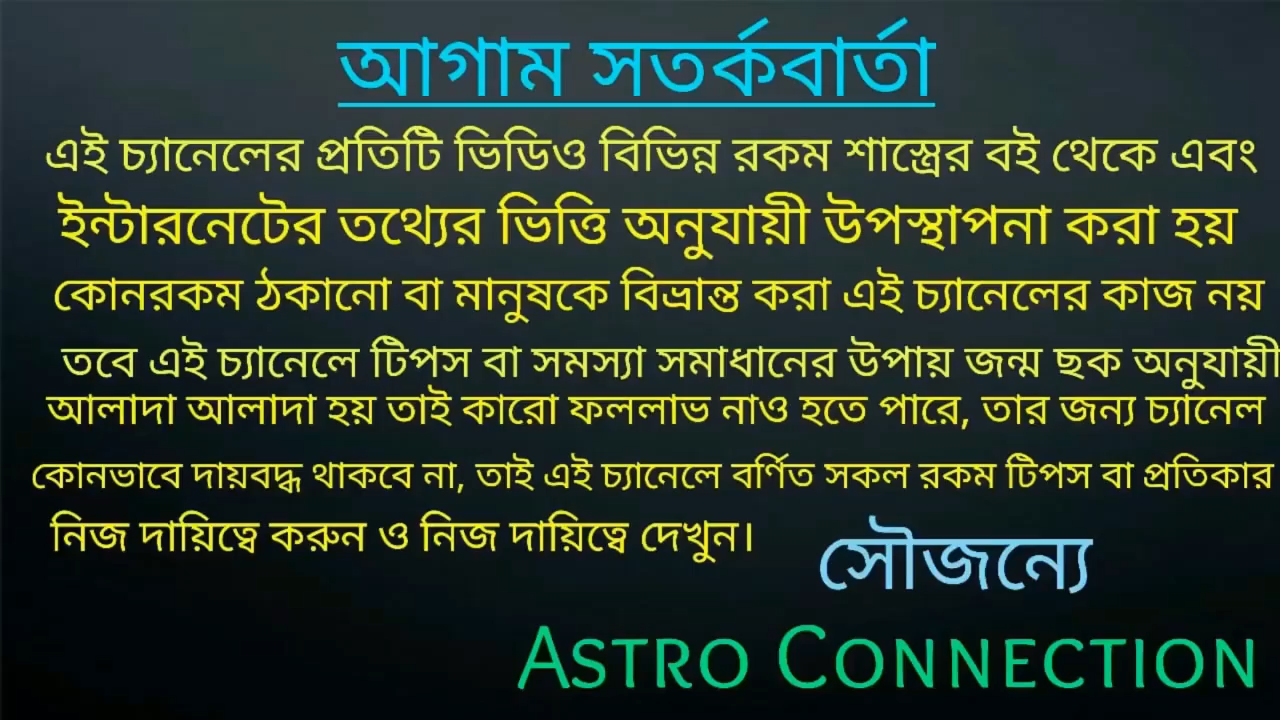 আগাম সতর্কবার্তা
এই চ্যানেলের প্রতিটি ভিডিও বিভিন্ন রকম শাস্ত্রের বই থেকে এবং
ইন্টারনেটের তথ্যের ভিত্তি অনুযায়ী উপস্থাপনা করা হয়
কোনরকম ঠকানো বা মানুষকে বিভ্রান্ত করা এই চ্যানেলের কাজ নয়
তবে এই চ্যানেলে টিপস বা সমস্যা সমাধানের উপায় জন্ম ছক অনুযায়ী
আলাদা আলাদা হয় তাই কারো ফললাভ নাও হতে পারে, তার জন্য চ্যানেল
কোনভাবে দায়বদ্ধ থাকবে না, তাই এই চ্যানেলে বর্ণিত সকল রকম টিপস বা প্রতিকার
নিজ দায়িত্বে করুন ও নিজ দায়িত্বে দেখুন।
সৌজন্যে
ASTRO CONNECTION